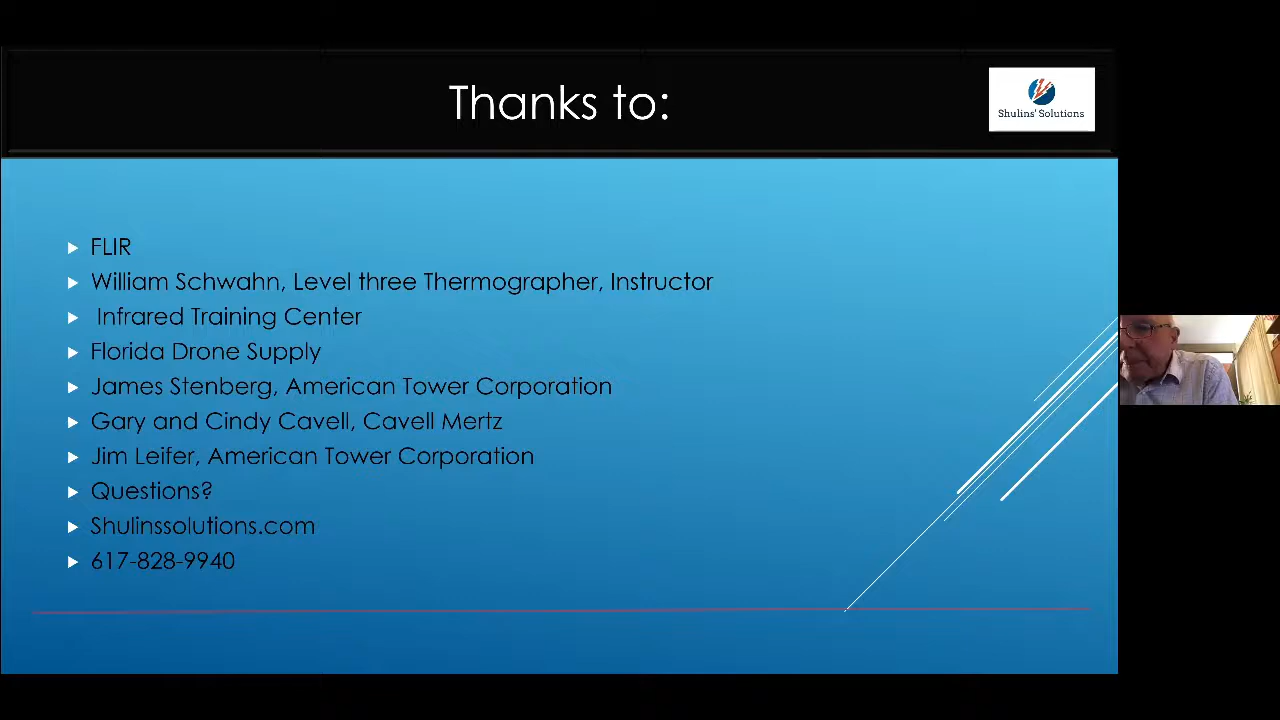 Thanks to:
Shulins' Solutions
FLIR
William Schwahn, Level three Thermographer, Instructor
Infrared Training Center
Florida Drone Supply
James Stenberg, American Tower Corporation
Gary and Cindy Cavell, Cavell Mertz
Jim Leifer, American Tower Corporation
Questions?
Shulinssolutions.com
617-828-9940